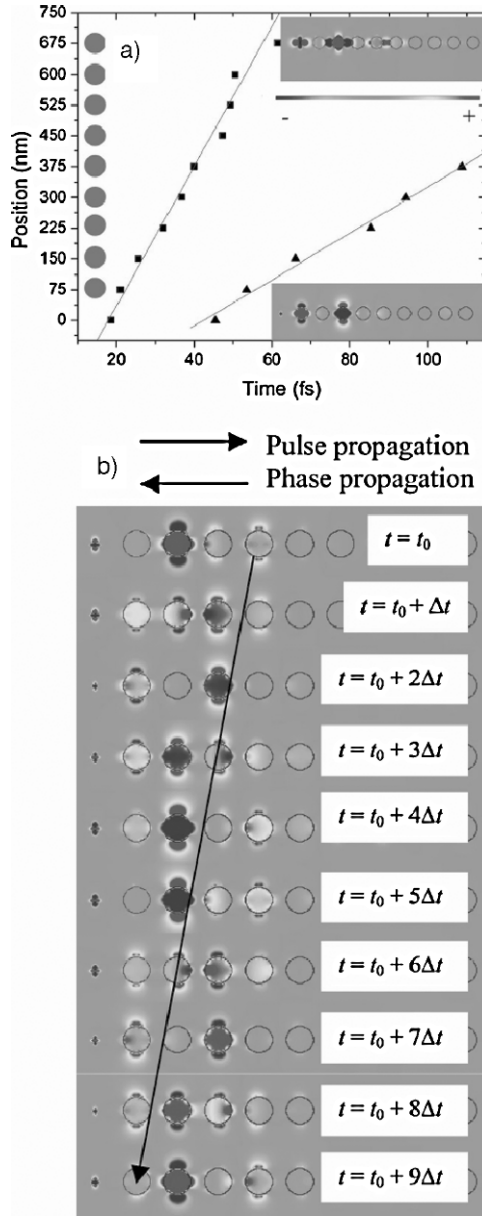 a)
750
675
600
525
450
375
300
225
150
75
0
Position (nm)
- +
20 40 60 80 100
Time (fs)
b)
Pulse propagation
Phase propagation
t = t₀
t = t₀ + Δt
t = t₀ + 2Δt
t = t₀ + 3Δt
t = t₀ + 4Δt
t = t₀ + 5Δt
t = t₀ + 6Δt
t = t₀ + 7Δt
t = t₀ + 8Δt
t = t₀ + 9Δt